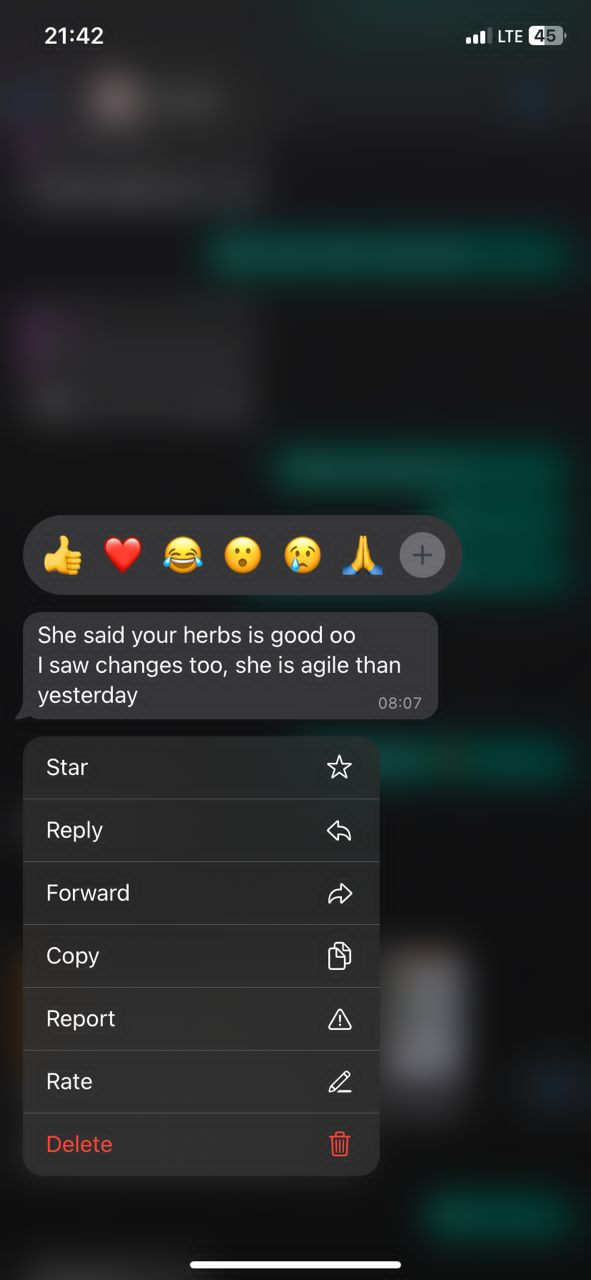 21:42
LTE 45
She said your herbs is good oo
I saw changes too, she is agile than
yesterday
08:07
Star
Reply
Forward
Copy
Report
Rate
Delete